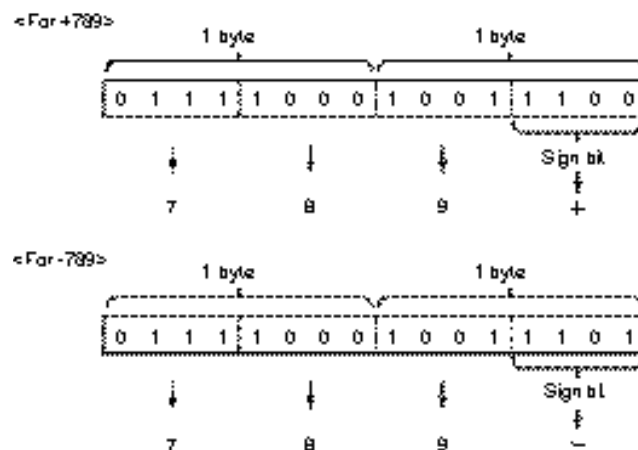 <For +789>
1 byte 1 byte
0 1 1 1 1 0 0 0 1 0 0 1 1 1 0 0
Sign bit
7 8 9 +
<For -789>
1 byte 1 byte
0 1 1 1 1 0 0 0 1 0 0 1 1 1 0 1
Sign bit
7 8 9 -